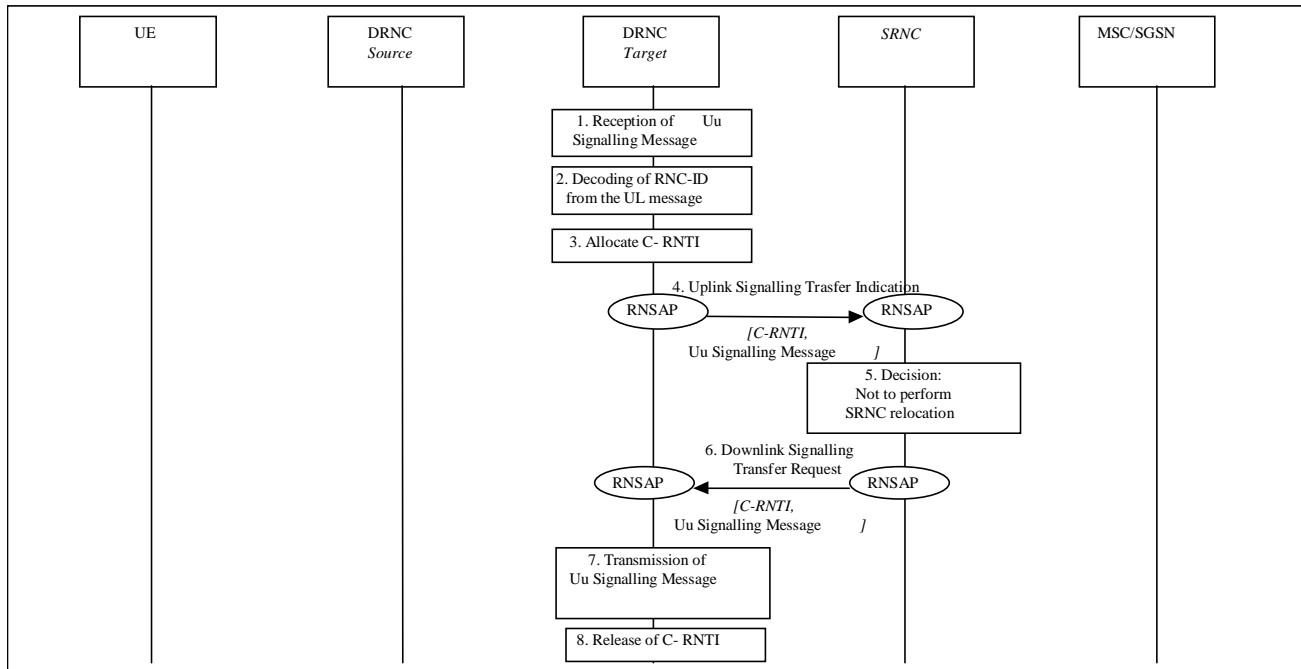 UE
DRNC
Source
DRNC
Target
SRNC
MSC/SGSN
1. Reception of Uu
Signalling Message
2. Decoding of RNC-ID
from the UL message
3. Allocate C- RNTI
4. Uplink Signalling Trasfer Indication
RNSAP
RNSAP
[C-RNTI,
Uu Signalling Message ]
5. Decision:
Not to perform
SRNC relocation
6. Downlink Signalling
Transfer Request
RNSAP
RNSAP
[C-RNTI,
Uu Signalling Message ]
7. Transmission of
Uu Signalling Message
8. Release of C- RNTI